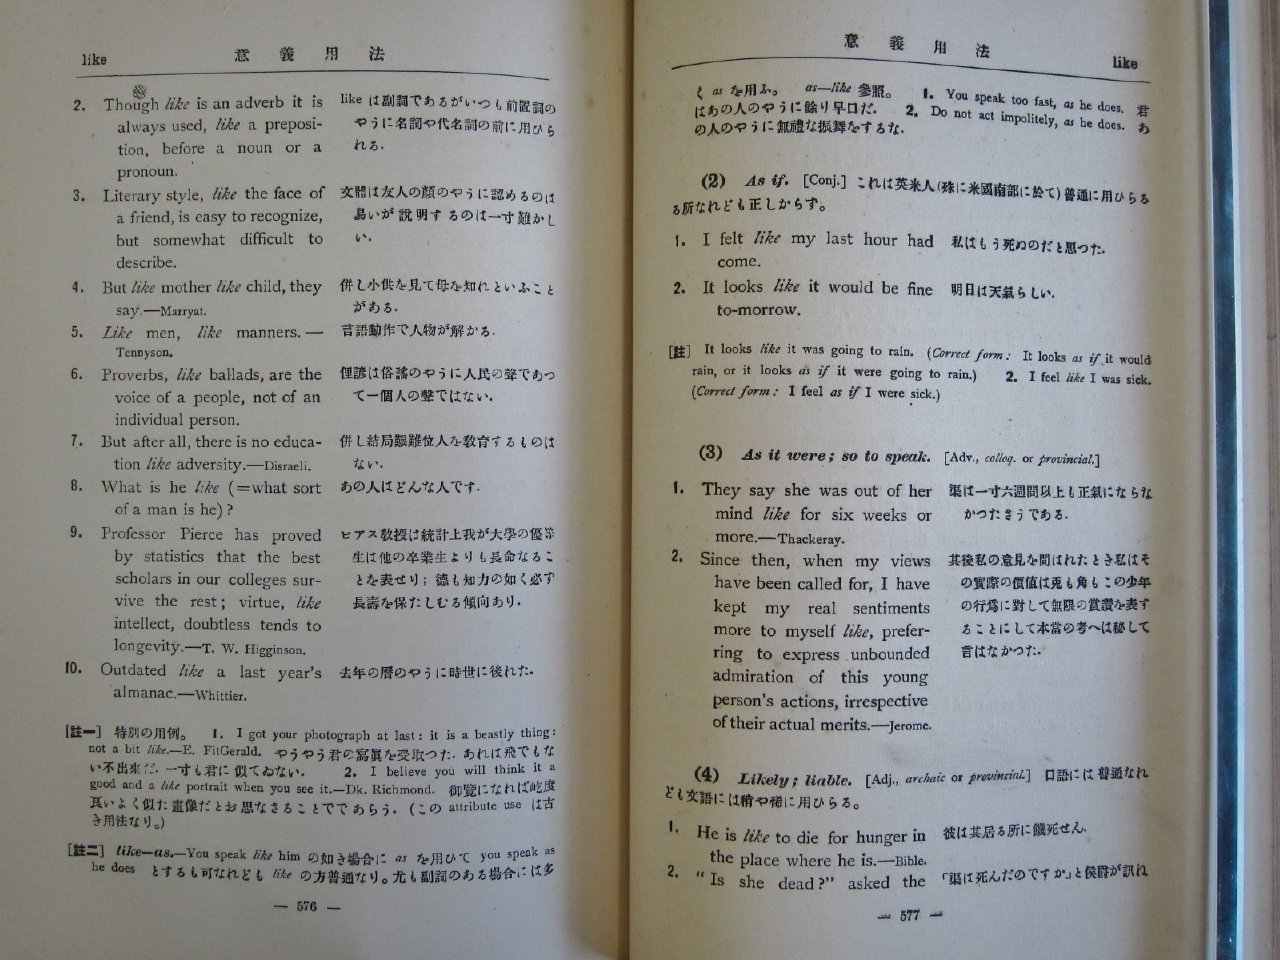 like 意義用法
2. Though like is an adverb it is
always used, like a preposi-
tion, before a noun or a
pronoun.
like は副詞であるがいつも前置詞の
やうに名詞や代名詞の前に用ひら
れる.
3. Literary style, like the face of
a friend, is easy to recognize,
but somewhat difficult to
describe.
文體は友人の顔のやうに認めるのは
易いが說明するのは一寸難かし
い.
4. But like mother like child, they
say.—Marryat.
併し小供を見て母を知れといふこと
がある.
5. Like men, like manners. —
Tennyson.
言語動作で人物が解かる.
6. Proverbs, like ballads, are the
voice of a people, not of an
individual person.
俚諺は俗謠のやうに人民の聲であつ
て一個人の聲ではない.
7. But after all, there is no educa-
tion like adversity.—Disraeli.
併し結局艱難位人を敎育するものは
ない.
8. What is he like (=what sort
of a man is he)?
あの人はどんな人です.
9. Professor Pierce has proved
by statistics that the best
scholars in our colleges sur-
vive the rest; virtue, like
intellect, doubtless tends to
longevity.—T. W. Higginson.
ピアス敎授は統計上我が大學の優等
生は他の卒業生よりも長命なるこ
とを表せり; 德も知力の如く必ず
長壽を保たしむる傾向あり.
10. Outdated like a last year's
almanac.—Whittier.
去年の曆のやうに時世に後れた.
[註一] 特別の用例。 1. I got your photograph at last: it is a beastly thing:
not a bit like.—E. FitGerald. やうやう君の寫眞を受取つた. あれは飛でもな
い不出來だ. 一寸も君に似てゐない. 2. I believe you will think it a
good and a like portrait when you see it.—Dk. Richmond. 御覽になれば屹度
眞いよく似た畫像だとお思なさることでであらう. (この attribute use は古
き用法なり。)
[註二] like—as.—You speak like him の如き場合に as を用ひて you speak as
he does とするも可なれども like の方普通なり。尤も副詞のある場合には多
— 576 —
意義用法 like
く as を用ふ。 as—like 參照。 1. You speak too fast, as he does. 君
はあの人のやうに餘り早口だ. 2. Do not act impolitely, as he does. あ
の人のやうに無禮な振舞をするな.
(2) As if. [Conj.] これは英米人(殊に米國南部に於て)普通に用ひらる
る所なれども正しからず。
1. I felt like my last hour had
come.
私はもう死ぬのだと思つた.
2. It looks like it would be fine
to-morrow.
明日は天氣らしい.
[註] It looks like it was going to rain. (Correct form: It looks as if it would
rain, or it looks as if it were going to rain.) 2. I feel like I was sick.
(Correct form: I feel as if I were sick.)
(3) As it were; so to speak. [Adv., colloq. or provincial.]
1. They say she was out of her
mind like for six weeks or
more.—Thackeray.
渠は一寸六週間以上も正氣にならな
かつたさうである.
2. Since then, when my views
have been called for, I have
kept my real sentiments
more to myself like, prefer-
ring to express unbounded
admiration of this young
person's actions, irrespective
of their actual merits.—Jerome.
其後私の意見を問はれたとき私はそ
の實際の價値は兎も角もこの少年
の行爲に對して無限の賞讚を表す
ることにして本當の考へは秘して
言はなかつた.
(4) Likely; liable. [Adj., archaic or provincial.] 口語には普通なれ
ども文語には稍や稀に用ひらる。
1. He is like to die for hunger in
the place where he is.—Bible.
彼は其居る所に餓死せん.
2. “Is she dead?” asked the
「渠は死んだのですか」と侯爵が訊れ
— 577 —